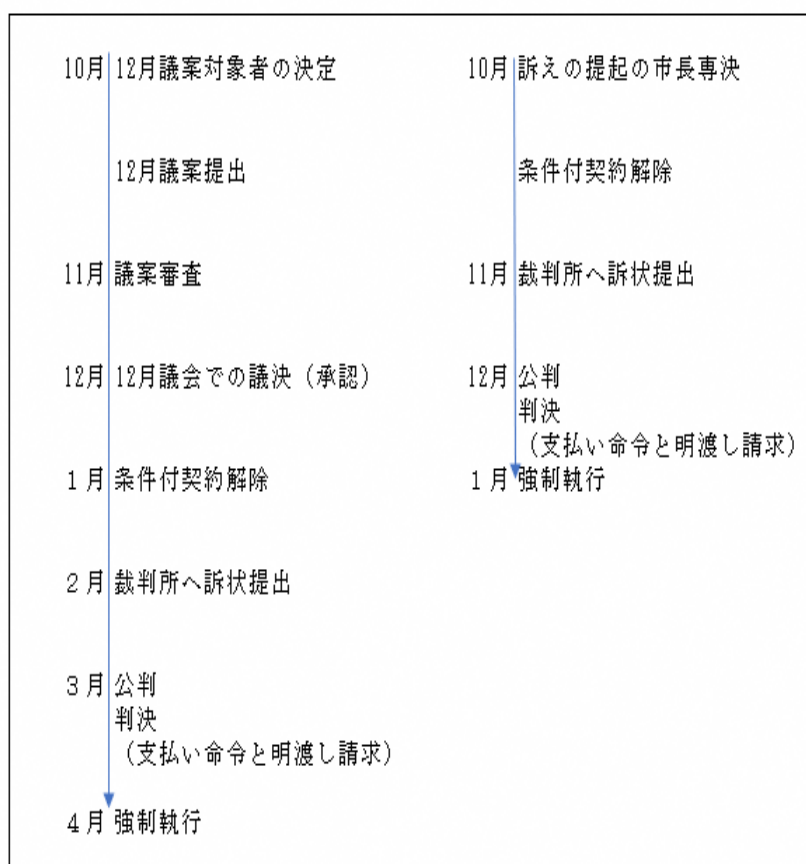 10月 12月議案対象者の決定
12月議案提出
11月 議案審査
12月 12月議会での議決（承認）
１月 条件付契約解除
２月 裁判所へ訴状提出
３月 公判
判決
（支払い命令と明渡し請求）
４月 強制執行
10月 訴えの提起の市長専決
条件付契約解除
11月 裁判所へ訴状提出
12月 公判
判決
（支払い命令と明渡し請求）
１月 強制執行